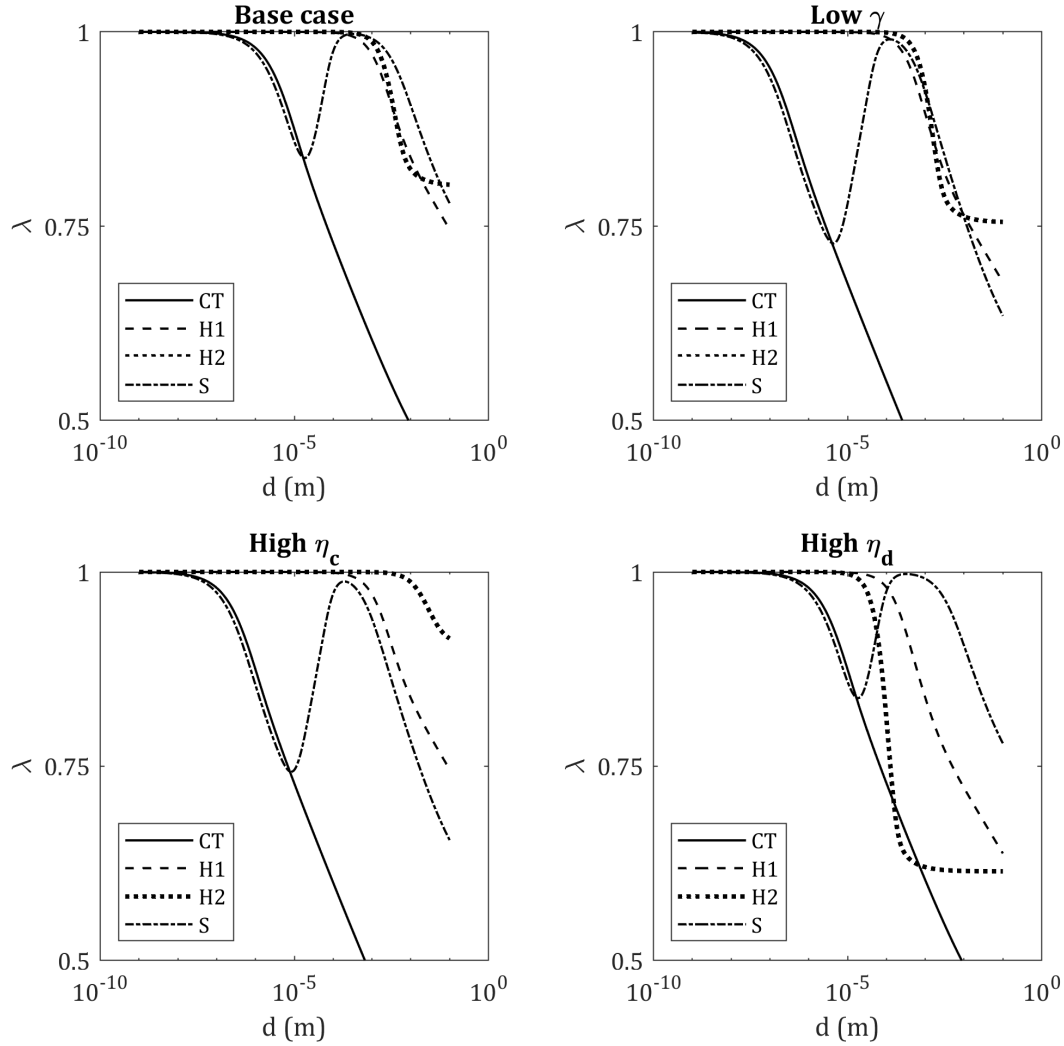 Base case
1
0.75
0.5
λ
CT
H1
H2
S
10^-10
10^-5
10^0
d (m)
Low γ
1
0.75
0.5
λ
CT
H1
H2
S
10^-10
10^-5
10^0
d (m)
High η_c
1
0.75
0.5
λ
CT
H1
H2
S
10^-10
10^-5
10^0
d (m)
High η_d
1
0.75
0.5
λ
CT
H1
H2
S
10^-10
10^-5
10^0
d (m)